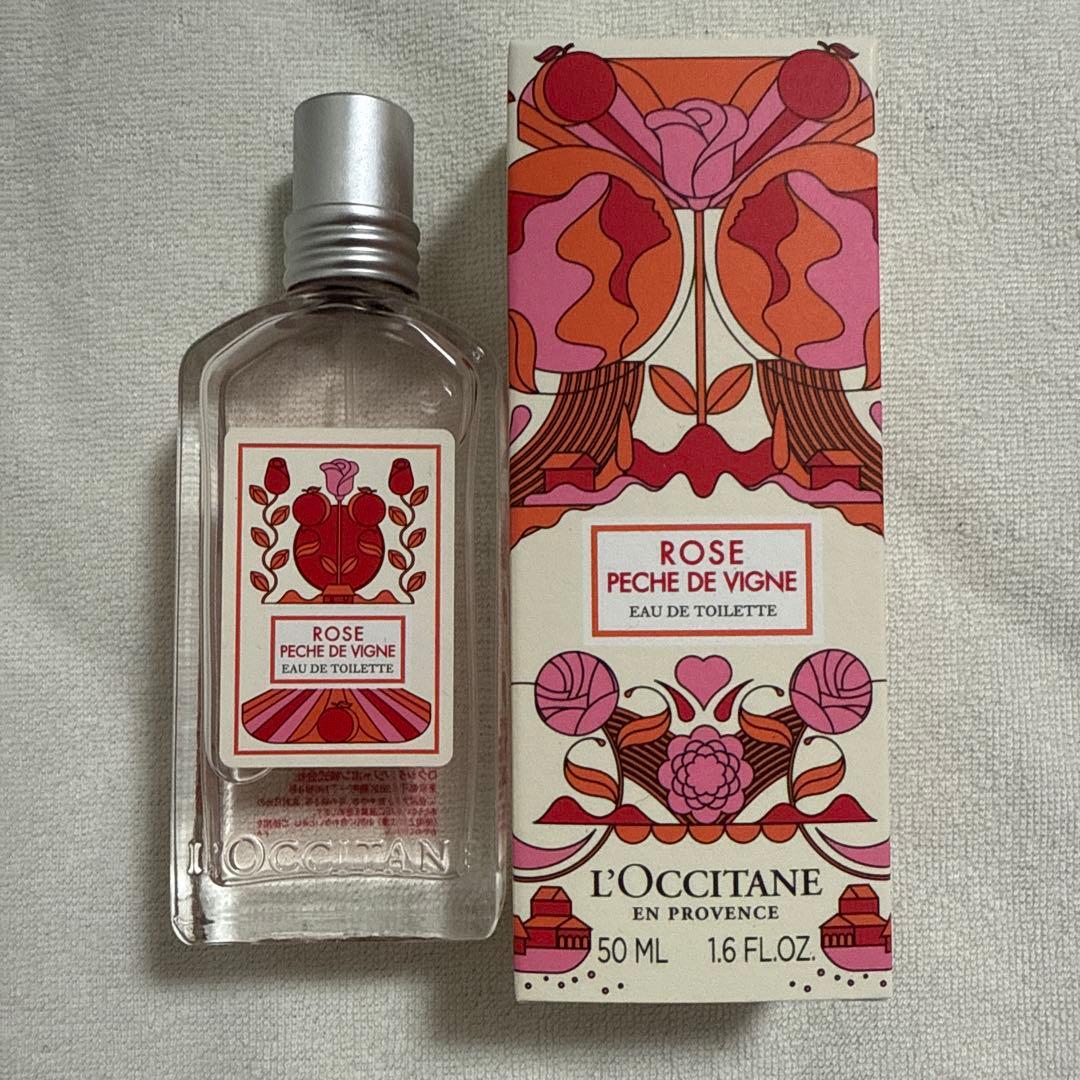 ROSE
PECHE DE VIGNE
EAU DE TOILETTE
L'OCCITANE
ROSE
PECHE DE VIGNE
EAU DE TOILETTE
L'OCCITANE
EN PROVENCE
50 ML 1.6 FL.OZ.